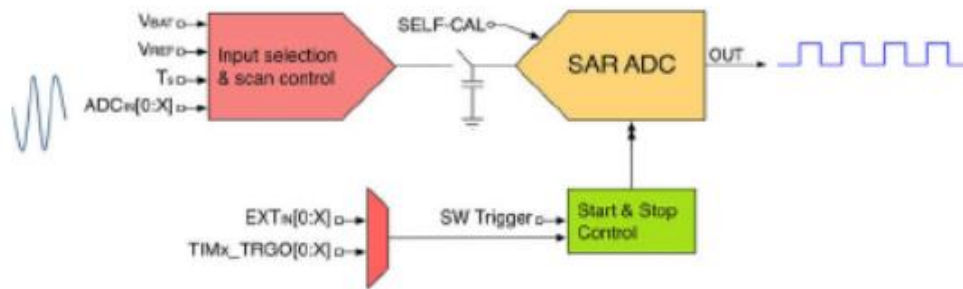 VBAT
VREF
Ts
ADCIN[0:X]
Input selection
& scan control
SELF-CAL
SAR ADC
OUT
EXTIN[0:X]
TIMx_TRGO[0:X]
SW Trigger
Start & Stop
Control